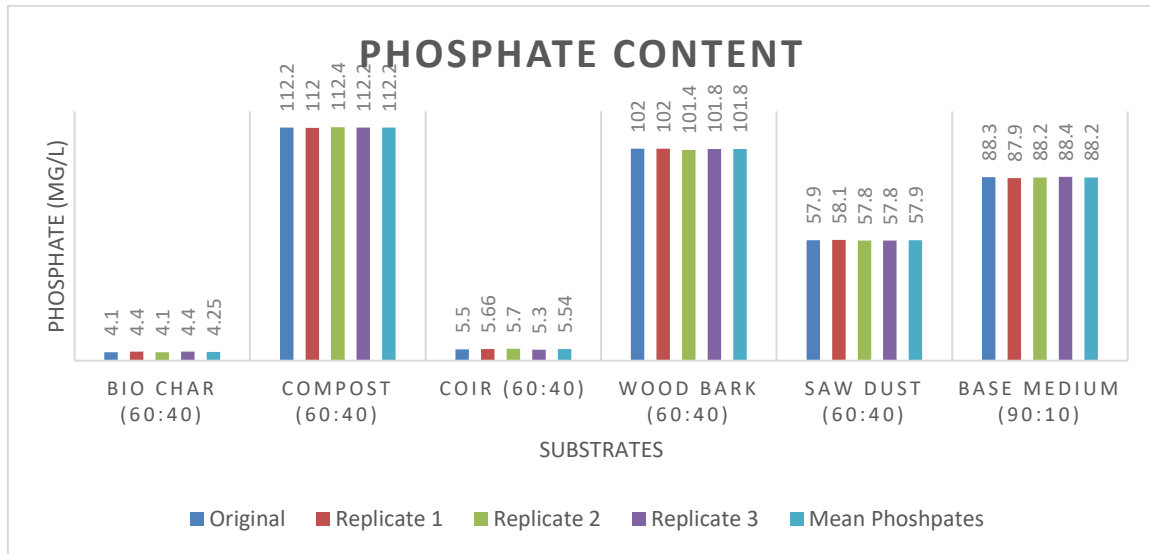 PHOSPHATE CONTENT
PHOSPHATE (MG/L)
4.1 4.4 4.1 4.4 4.25
112.2 112 112.4 112.2 112.2
5.5 5.66 5.7 5.3 5.54
102 102 101.4 101.8 101.8
57.9 58.1 57.8 57.8 57.9
88.3 87.9 88.2 88.4 88.2
BIO CHAR
(60:40)
COMPOST
(60:40)
COIR (60:40)
WOOD BARK
(60:40)
SAW DUST
(60:40)
BASE MEDIUM
(90:10)
SUBSTRATES
Original Replicate 1 Replicate 2 Replicate 3 Mean Phoshpates